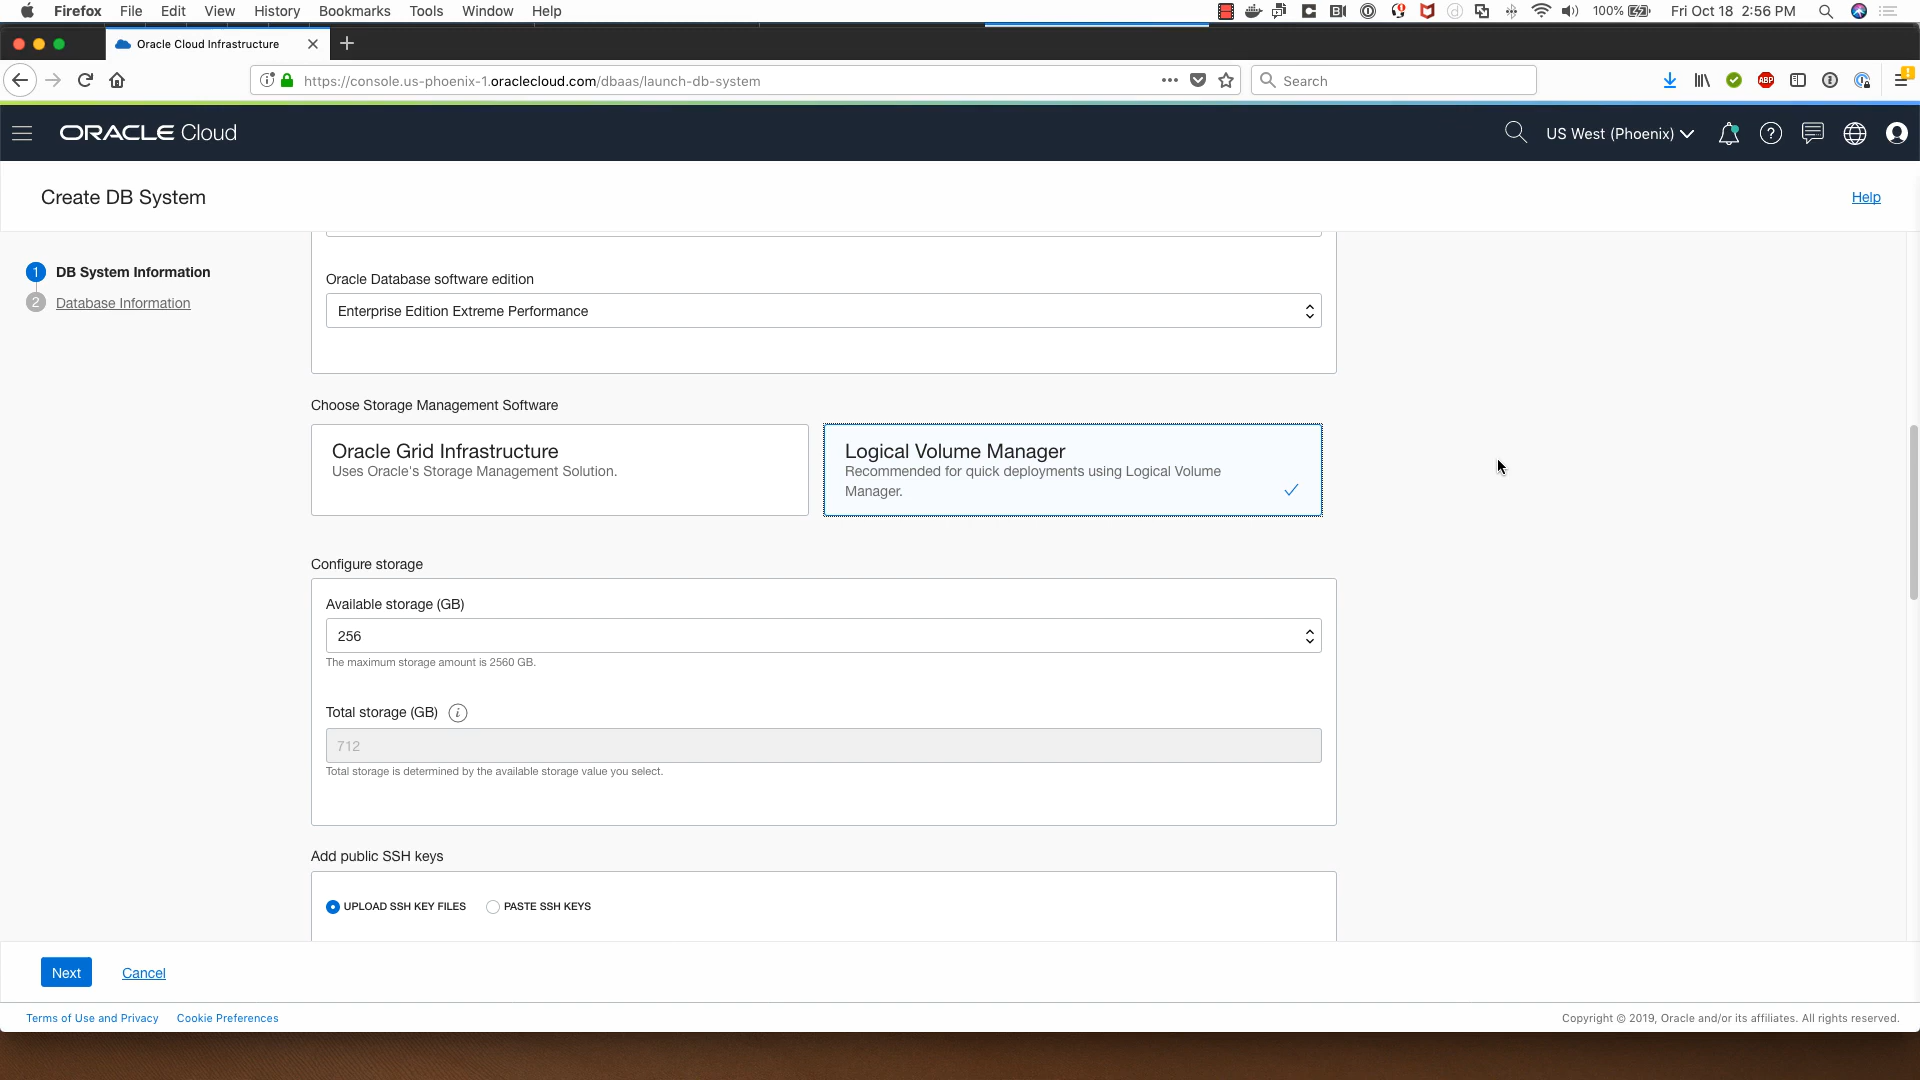 Firefox File Edit View History Bookmarks Tools Window Help 100% Fri Oct 18 2:56 PM
Oracle Cloud Infrastructure
https://console.us-phoenix-1.oraclecloud.com/dbaas/launch-db-system Search
ORACLE Cloud US West (Phoenix)
Create DB System Help
1 DB System Information
2 Database Information
Oracle Database software edition
Enterprise Edition Extreme Performance
Choose Storage Management Software
Oracle Grid Infrastructure
Uses Oracle's Storage Management Solution.
Logical Volume Manager
Recommended for quick deployments using Logical Volume
Manager.
Configure storage
Available storage (GB)
256
The maximum storage amount is 2560 GB.
Total storage (GB)
712
Total storage is determined by the available storage value you select.
Add public SSH keys
UPLOAD SSH KEY FILES PASTE SSH KEYS
Next Cancel
Terms of Use and Privacy Cookie Preferences Copyright © 2019, Oracle and/or its affiliates. All rights reserved.